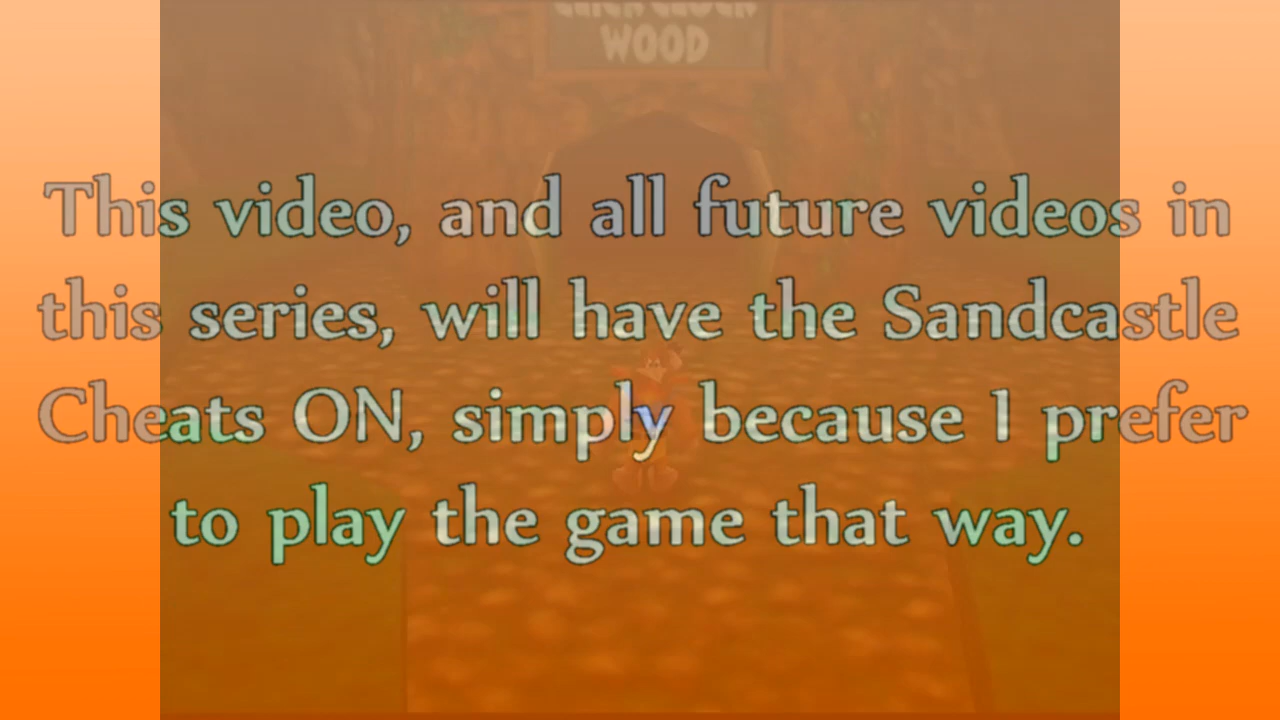 WOOD
This video, and all future videos in
this series, will have the Sandcastle
Cheats ON, simply because I prefer
to play the game that way.